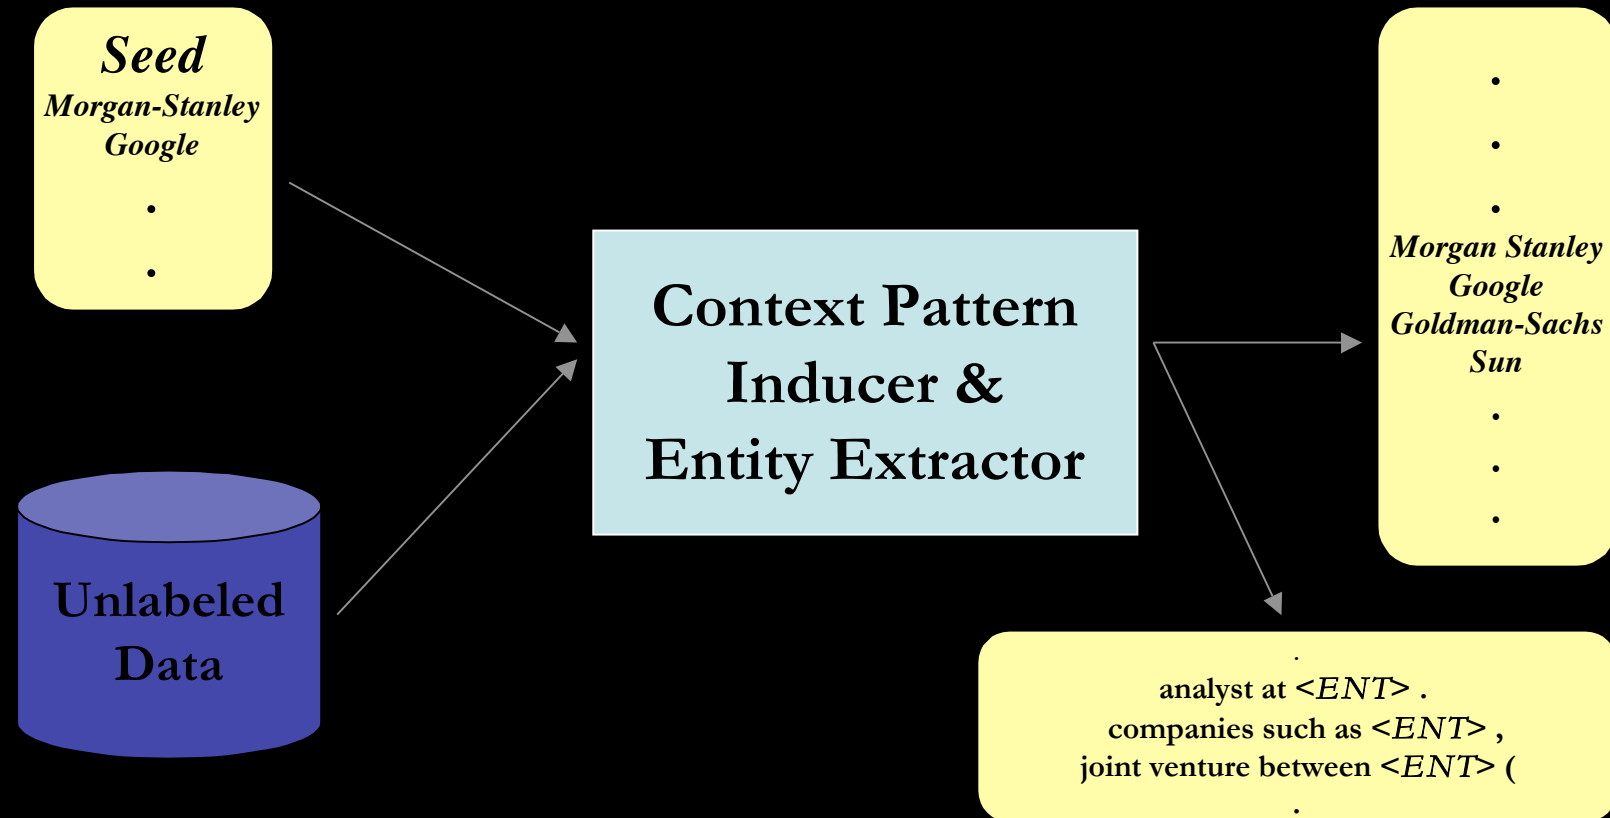 Seed
Morgan-Stanley
Google
.
.
Unlabeled
Data
Context Pattern
Inducer &
Entity Extractor
.
.
.
Morgan Stanley
Google
Goldman-Sachs
Sun
.
.
.
.
analyst at <ENT> .
companies such as <ENT> ,
joint venture between <ENT> (
.